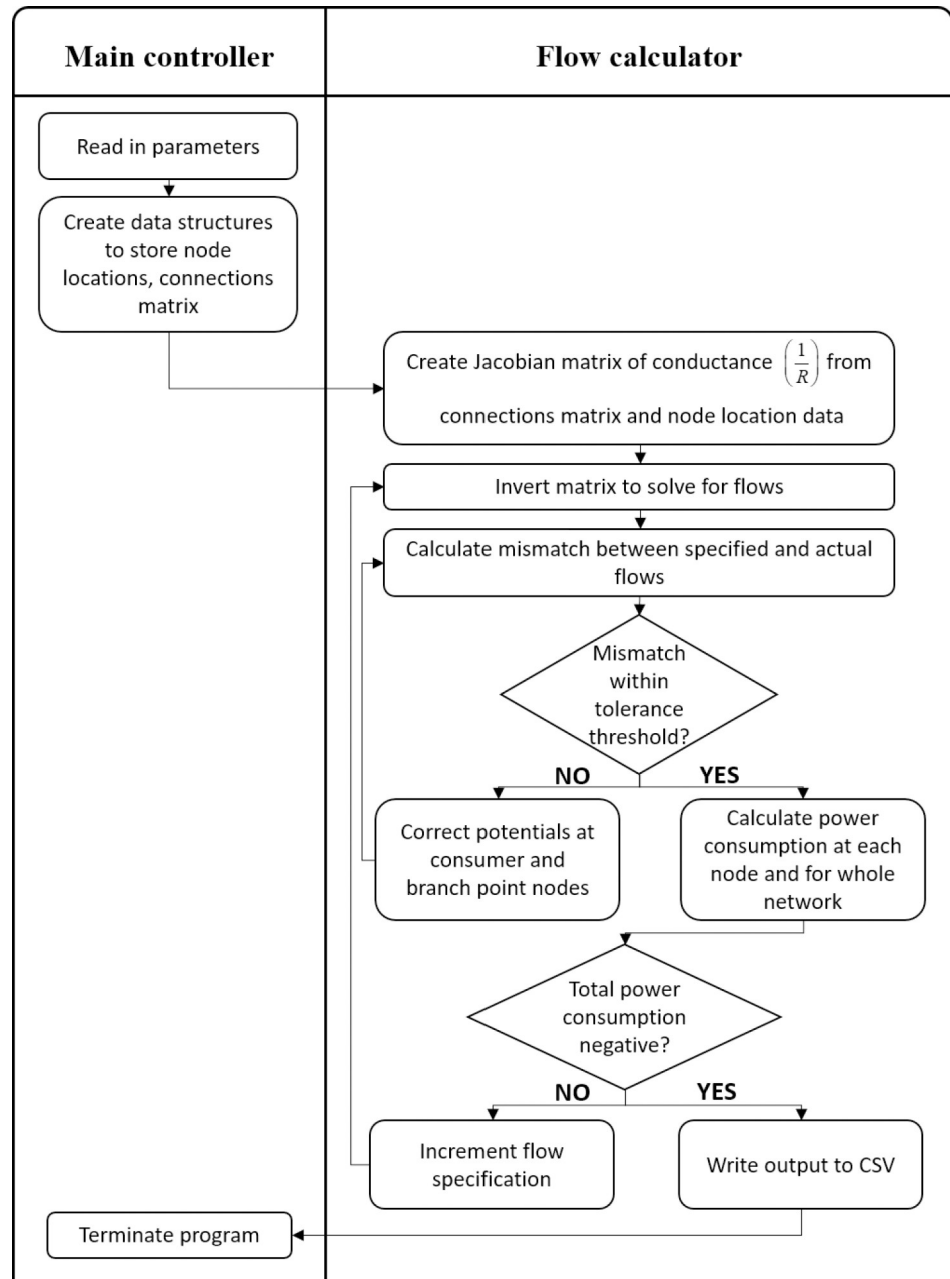 Main controller
Flow calculator
Read in parameters
Create data structures
to store node
locations, connections
matrix
Create Jacobian matrix of conductance (1/R) from
connections matrix and node location data
Invert matrix to solve for flows
Calculate mismatch between specified and actual
flows
Mismatch
within
tolerance
threshold?
NO
YES
Correct potentials at
consumer and
branch point nodes
Calculate power
consumption at each
node and for whole
network
Total power
consumption
negative?
NO
YES
Increment flow
specification
Write output to CSV
Terminate program